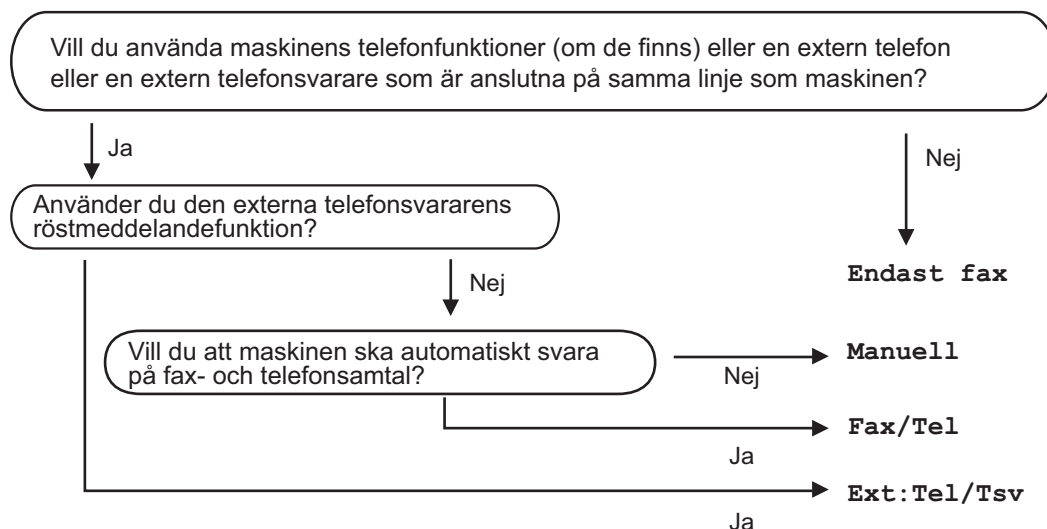 Vill du använda maskinens telefonfunktioner (om de finns) eller en extern telefon
eller en extern telefonsvarare som är anslutna på samma linje som maskinen?
Ja
Nej
Använder du den externa telefonsvararens
röstmeddelandefunktion?
Endast fax
Nej
Vill du att maskinen ska automatiskt svara
på fax- och telefonsamtal?
Manuell
Nej
Fax/Tel
Ja
Ext:Tel/Tsv
Ja